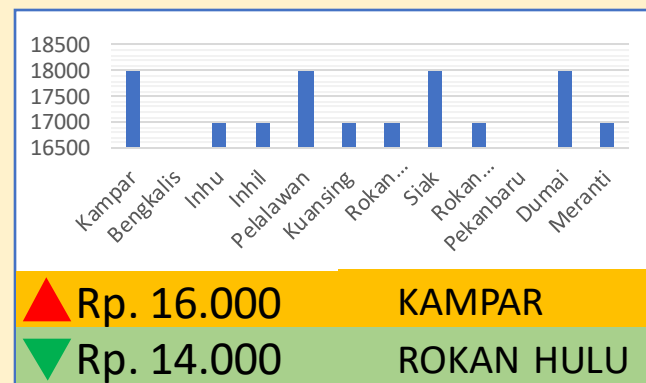 18500
18000
17500
17000
16500
Kampar
Bengkalis
Inhu
Inhil
Pelalawan
Kuansing
Rokan...
Siak
Rokan...
Pekanbaru
Dumai
Meranti
Rp. 16.000 KAMPAR
Rp. 14.000 ROKAN HULU